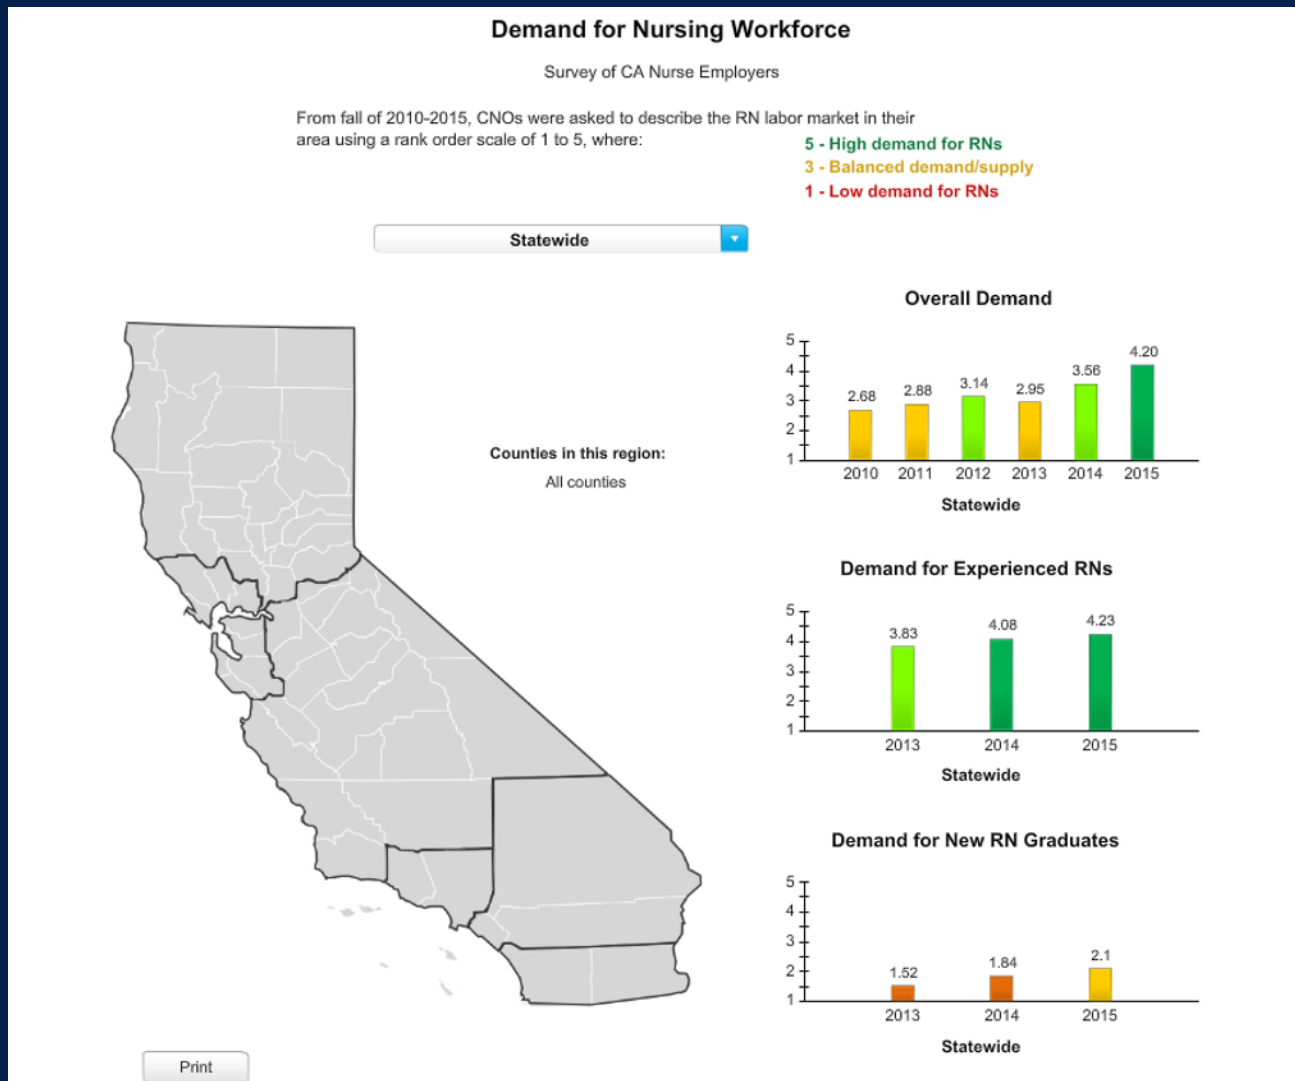 Demand for Nursing Workforce
Survey of CA Nurse Employers
From fall of 2010-2015, CNOs were asked to describe the RN labor market in their
area using a rank order scale of 1 to 5, where:
5 - High demand for RNs
3 - Balanced demand/supply
1 - Low demand for RNs
Statewide
Counties in this region:
All counties
Overall Demand
5
4
3
2
1
2.68
2.88
3.14
2.95
3.56
4.20
2010 2011 2012 2013 2014 2015
Statewide
Demand for Experienced RNs
5
4
3
2
1
3.83
4.08
4.23
2013 2014 2015
Statewide
Demand for New RN Graduates
5
4
3
2
1
1.52
1.84
2.1
2013 2014 2015
Statewide
Print